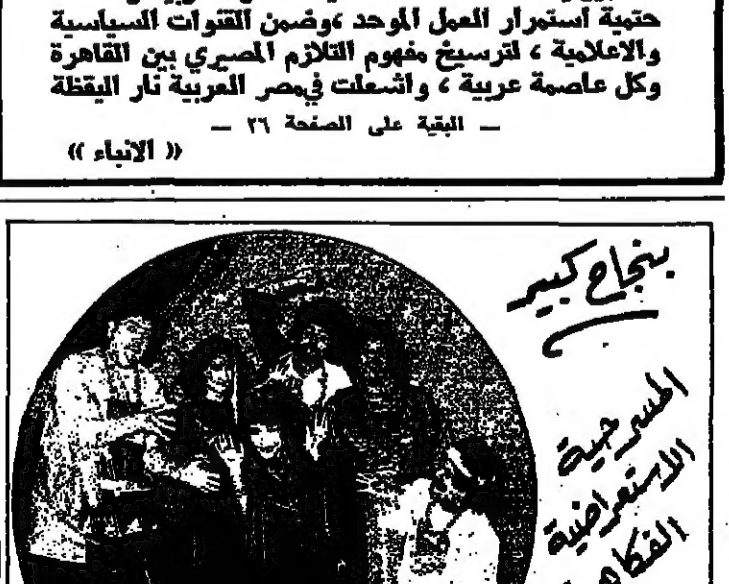 حتمية استمرار العمل الموحد ،وضمن القنوات السياسية
والاعلامية ، لترسيخ مفهوم التلازم المصيري بين القاهرة
وكل عاصمة عربية ، واشعلت في مصر العربية نار اليقظة
— البقية على الصفحة ٢٦ —
(( الانباء ))
بنجاح كبير
المسرحية
الاستعراضية